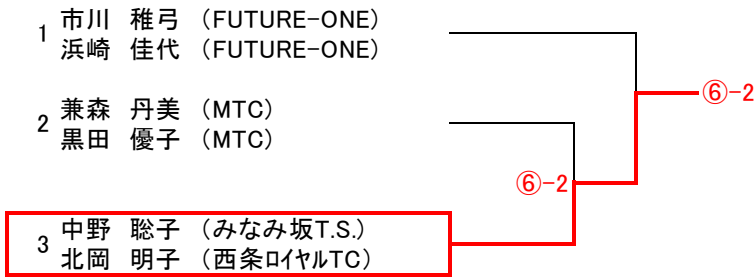 1 市川 稚弓 （FUTURE-ONE）
浜崎 佳代 （FUTURE-ONE）
⑥-2
2 兼森 丹美 （MTC）
黒田 優子 （MTC）
⑥-2
3 中野 聡子 （みなみ坂T.S.）
北岡 明子 （西条ﾛｲﾔﾙTC）